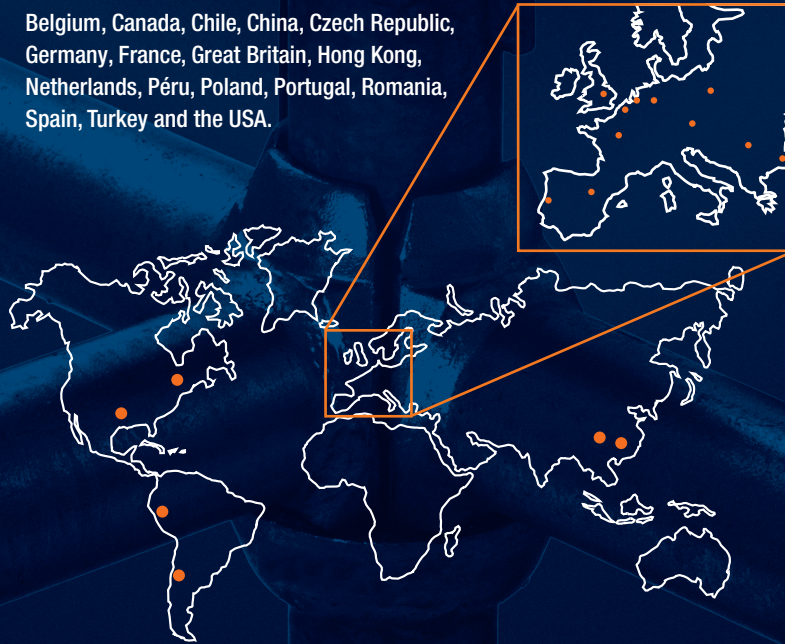 Belgium, Canada, Chile, China, Czech Republic,
Germany, France, Great Britain, Hong Kong,
Netherlands, Péru, Poland, Portugal, Romania,
Spain, Turkey and the USA.